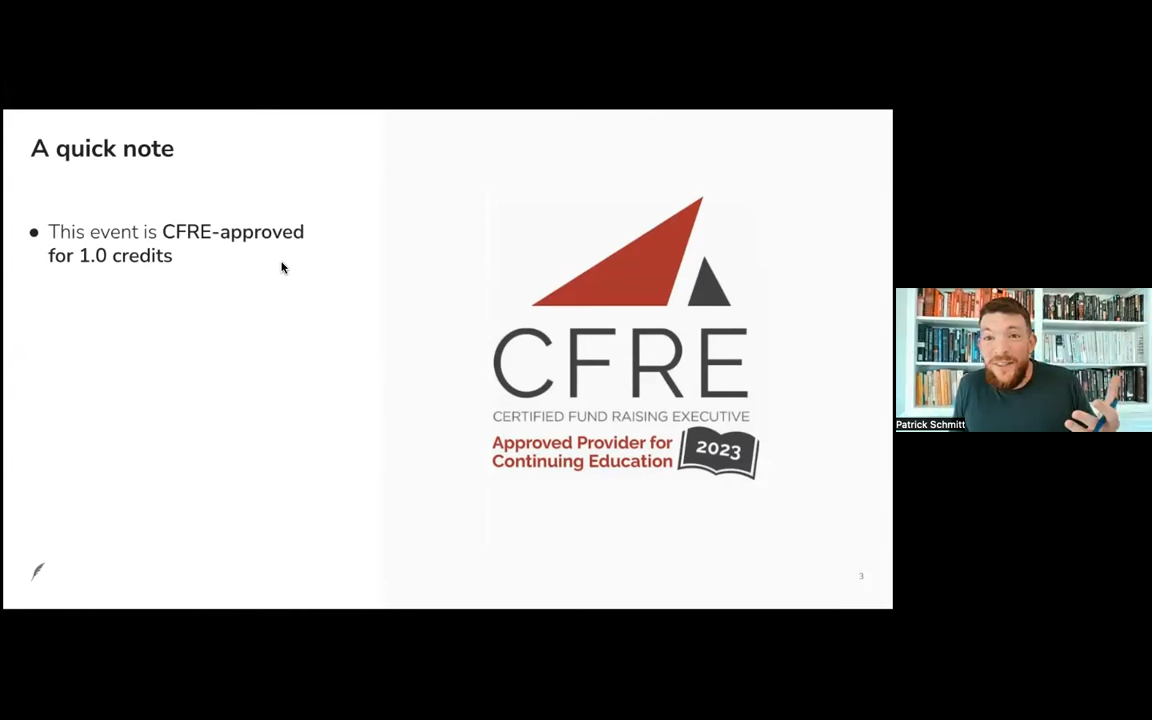 A quick note
● This event is CFRE-approved
for 1.0 credits
CFRE
CERTIFIED FUND RAISING EXECUTIVE
Approved Provider for
Continuing Education
2023
3
Patrick Schmitt